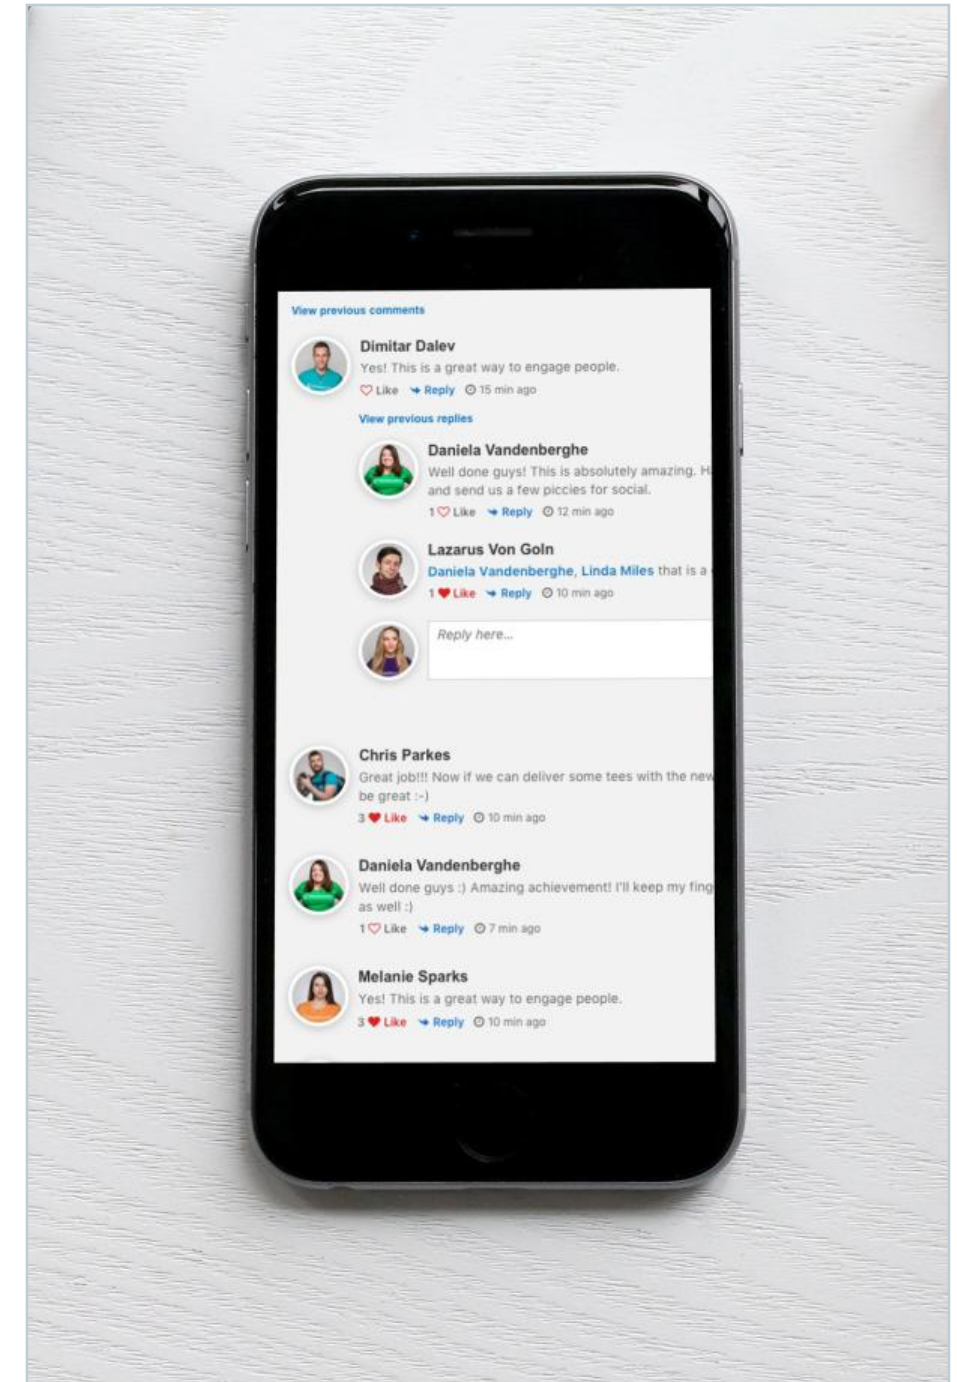 View previous comments
Dimitar Dalev
Yes! This is a great way to engage people.
Like Reply 15 min ago
View previous replies
Daniela Vandenberghe
Well done guys! This is absolutely amazing.
and send us a few piccies for social.
1 Like Reply 12 min ago
Lazarus Von Goln
Daniela Vandenberghe, Linda Miles that is a
1 Like Reply 10 min ago
Reply here...
Chris Parkes
Great job!!! Now if we can deliver some tees with the new
be great :-)
3 Like Reply 10 min ago
Daniela Vandenberghe
Well done guys :) Amazing achievement! I'll keep my
as well :)
1 Like Reply 7 min ago
Melanie Sparks
Yes! This is a great way to engage people.
3 Like Reply 10 min ago